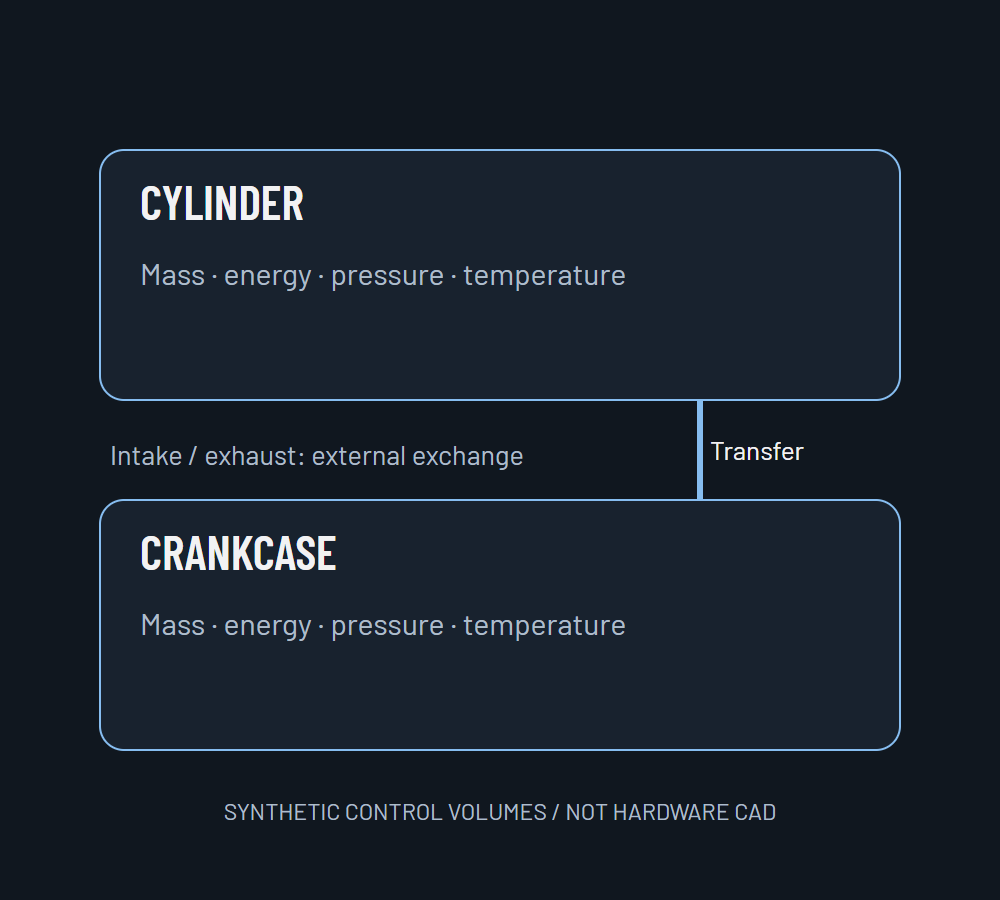 CYLINDER
Mass · energy · pressure · temperature
Transfer
Intake / exhaust: external exchange
CRANKCASE
Mass · energy · pressure · temperature
SYNTHETIC CONTROL VOLUMES / NOT HARDWARE CAD